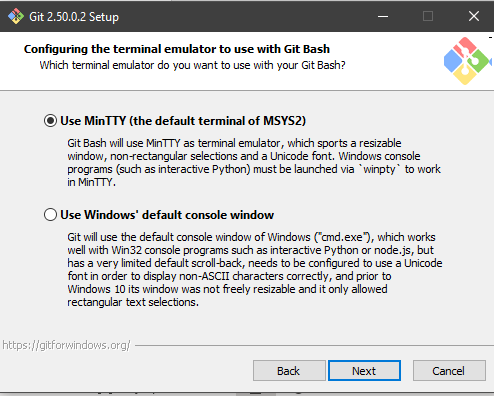 Git 2.50.0.2 Setup
Configuring the terminal emulator to use with Git Bash
Which terminal emulator do you want to use with your Git Bash?
Use MinTTY (the default terminal of MSYS2)
Git Bash will use MinTTY as terminal emulator, which sports a resizable
window, non-rectangular selections and a Unicode font. Windows console
programs (such as interactive Python) must be launched via `winpty` to work
in MinTTY.
Use Windows' default console window
Git will use the default console window of Windows ("cmd.exe"), which works
well with Win32 console programs such as interactive Python or node.js, but
has a very limited default scroll-back, needs to be configured to use a Unicode
font in order to display non-ASCII characters correctly, and prior to
Windows 10 its window was not freely resizable and it only allowed
rectangular text selections.
https://gitforwindows.org/
Back Next Cancel